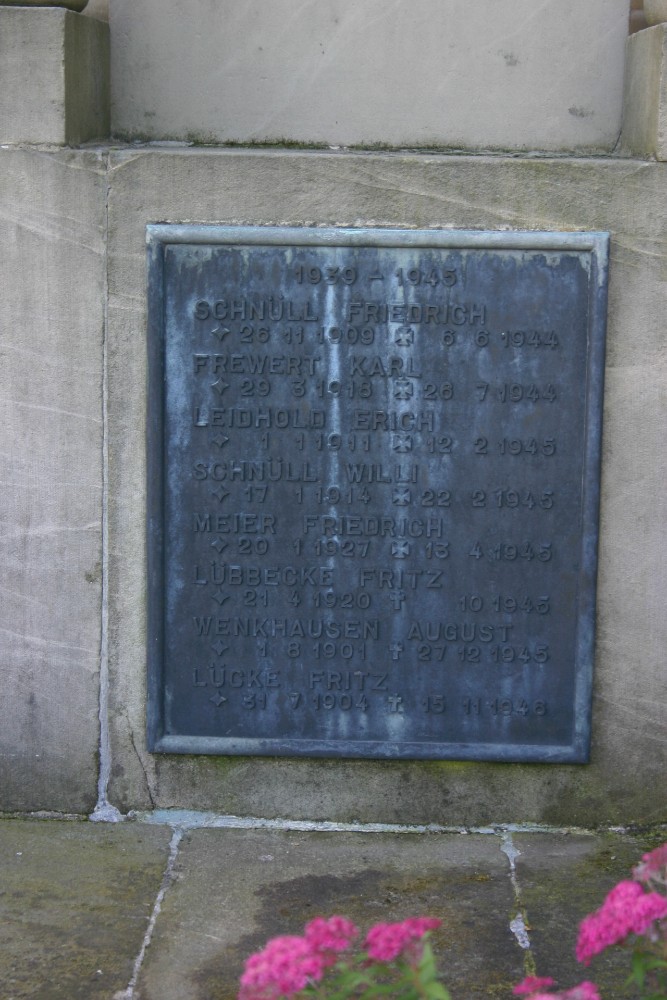 1939 – 1945
SCHNÜLL FRIEDRICH
✦ 26 11 1909 ✠ 6 6 1944
FREWERT KARL
✦ 29 3 1918 ✠ 28 7 1944
LEIDHOLD ERICH
✦ 1 1 1911 ✠ 12 2 1945
SCHNÜLL WILLI
✦ 17 1 1914 ✠ 22 2 1945
MEIER FRIEDRICH
✦ 20 1 1927 ✠ 13 4 1945
LÜBBECKE FRITZ
✦ 21 4 1920 ✝ 10 1945
WENKHAUSEN AUGUST
✦ 1 8 1901 ✝ 27 12 1945
LÜCKE FRITZ
✦ 31 7 1904 ✝ 15 11 1946